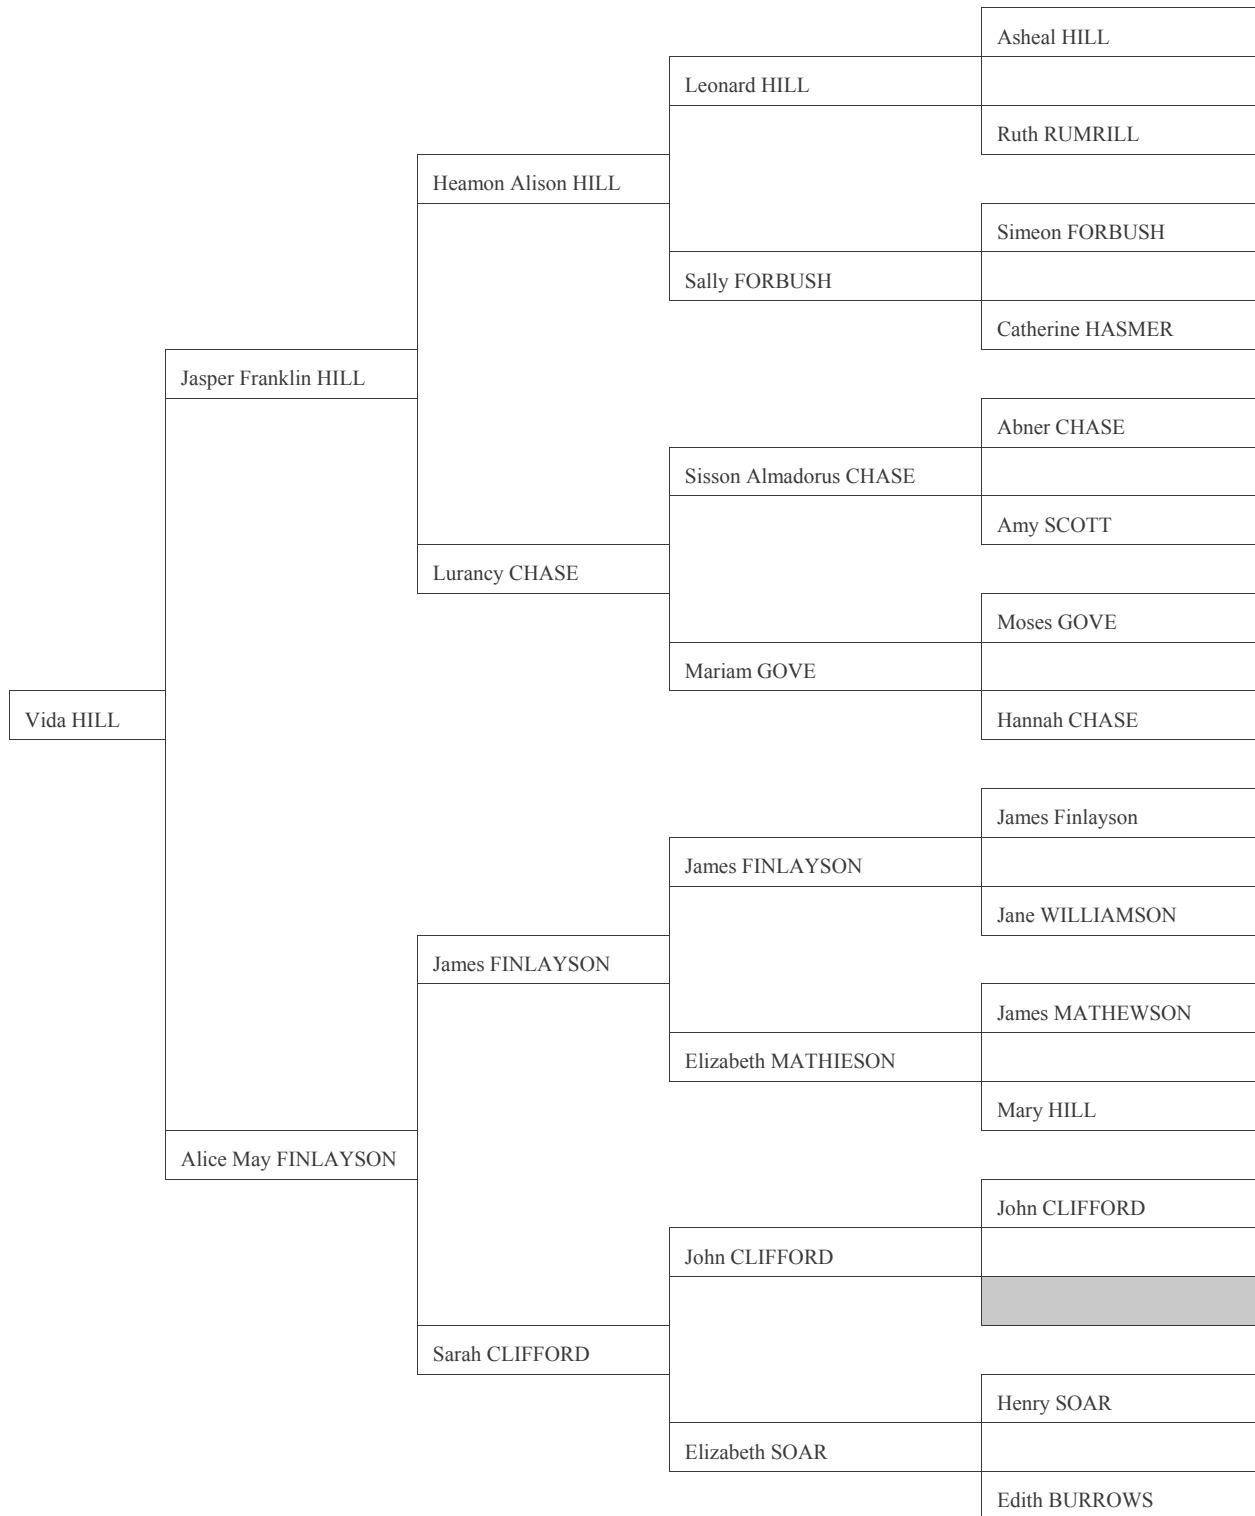 Asheal HILL
Leonard HILL
Ruth RUMRILL
Heamon Alison HILL
Simeon FORBUSH
Sally FORBUSH
Catherine HASMER
Jasper Franklin HILL
Abner CHASE
Sisson Almadorus CHASE
Amy SCOTT
Lurancy CHASE
Moses GOVE
Mariam GOVE
Vida HILL
Hannah CHASE
James Finlayson
James FINLAYSON
Jane WILLIAMSON
James FINLAYSON
James MATHEWSON
Elizabeth MATHIESON
Mary HILL
Alice May FINLAYSON
John CLIFFORD
John CLIFFORD
Sarah CLIFFORD
Henry SOAR
Elizabeth SOAR
Edith BURROWS